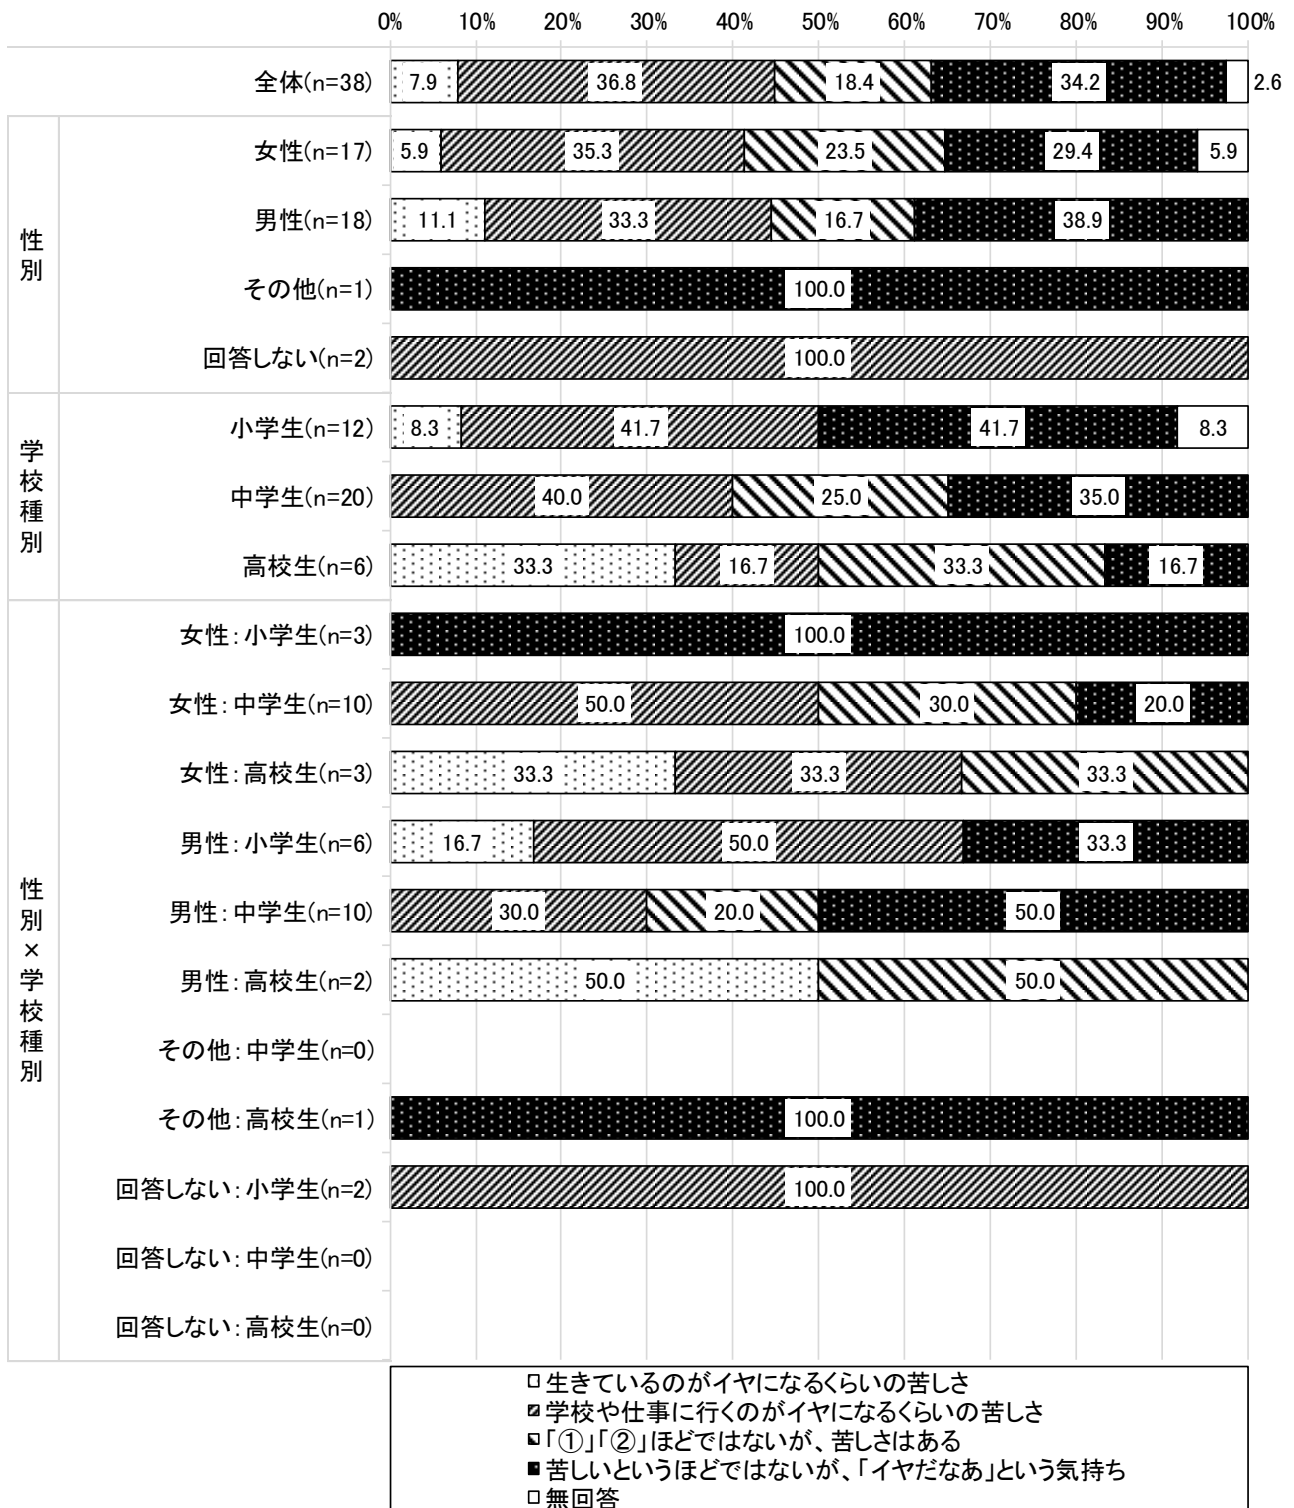 0% 10% 20% 30% 40% 50% 60% 70% 80% 90% 100%
全体(n=38) 7.9 36.8 18.4 34.2 2.6
性別
女性(n=17) 5.9 35.3 23.5 29.4 5.9
男性(n=18) 11.1 33.3 16.7 38.9
その他(n=1) 100.0
回答しない(n=2) 100.0
学校種別
小学生(n=12) 8.3 41.7 41.7 8.3
中学生(n=20) 40.0 25.0 35.0
高校生(n=6) 33.3 16.7 33.3 16.7
性別×学校種別
女性:小学生(n=3) 100.0
女性:中学生(n=10) 50.0 30.0 20.0
女性:高校生(n=3) 33.3 33.3 33.3
男性:小学生(n=6) 16.7 50.0 33.3
男性:中学生(n=10) 30.0 20.0 50.0
男性:高校生(n=2) 50.0 50.0
その他:中学生(n=0)
その他:高校生(n=1) 100.0
回答しない:小学生(n=2) 100.0
回答しない:中学生(n=0)
回答しない:高校生(n=0)
生きているのがイヤになるくらいの苦しさ
学校や仕事に行くのがイヤになるくらいの苦しさ
「①」「②」ほどではないが、苦しさはある
苦しいというほどではないが、「イヤだなあ」という気持ち
無回答